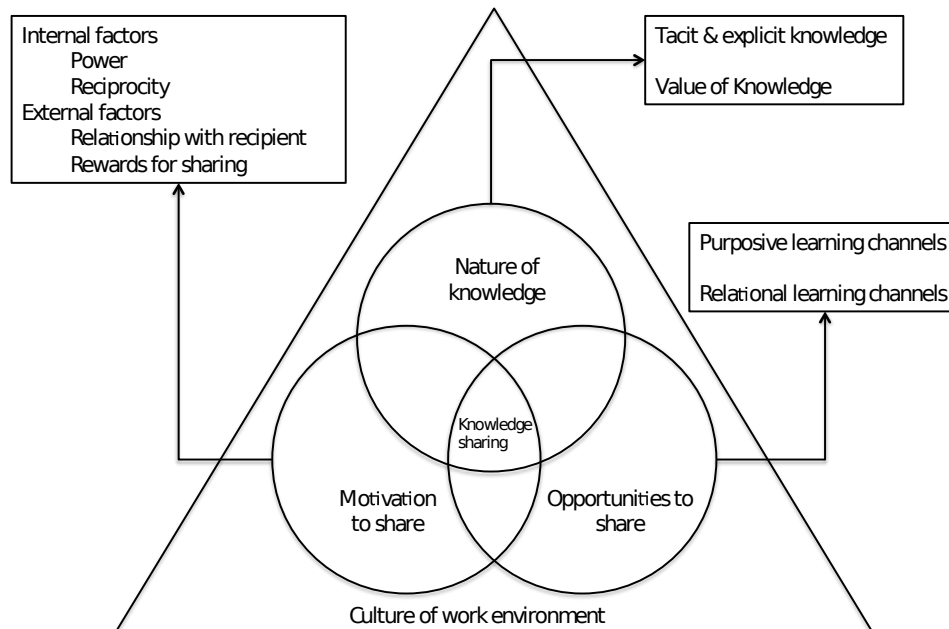 Internal factors
Power
Reciprocity
External factors
Relationship with recipient
Rewards for sharing
Tacit & explicit knowledge
Value of Knowledge
Purposive learning channels
Relational learning channels
Nature of
knowledge
Knowledge
sharing
Motivation
to share
Opportunities to
share
Culture of work environment